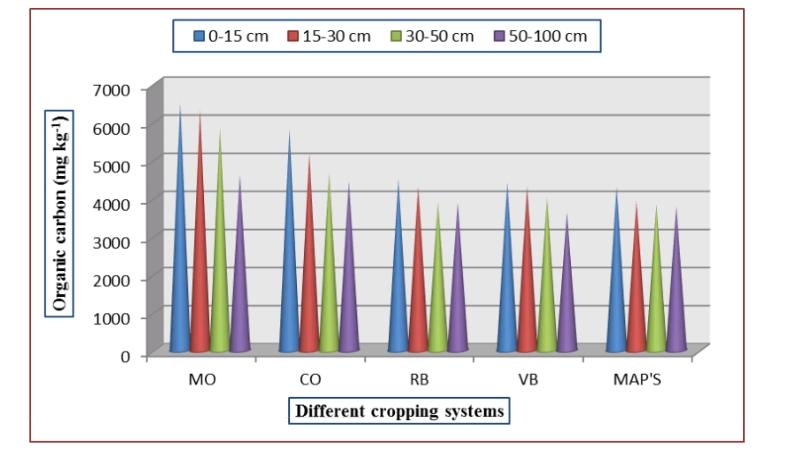 0-15 cm 15-30 cm 30-50 cm 50-100 cm
Organic carbon (mg kg⁻¹)
7000
6000
5000
4000
3000
2000
1000
0
MO CO RB VB MAP'S
Different cropping systems